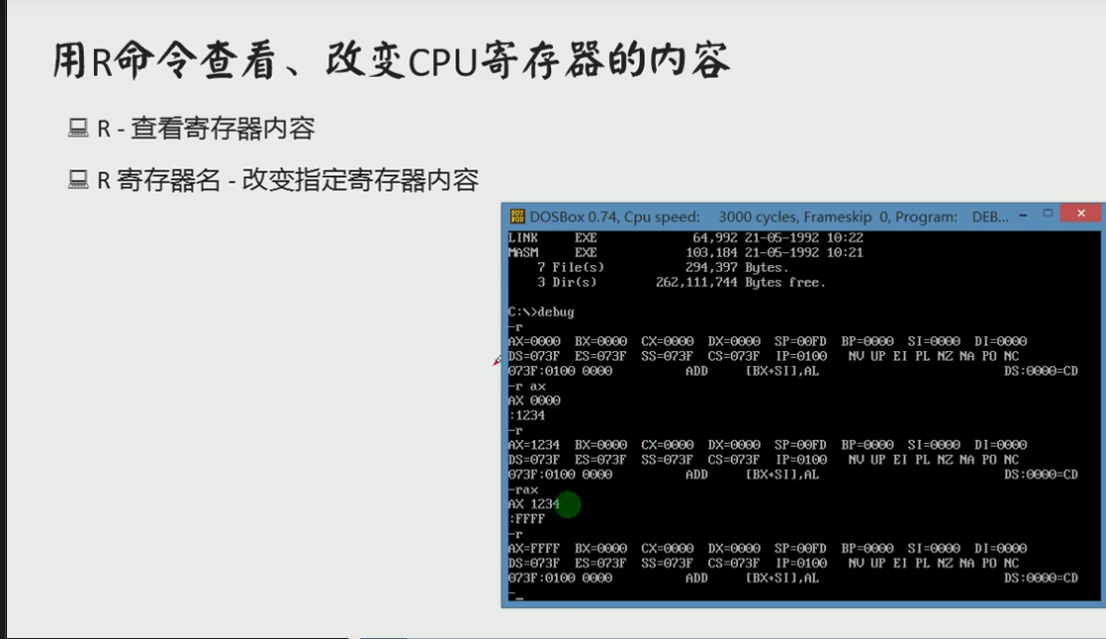 用R命令查看、改变CPU寄存器的内容
R - 查看寄存器内容
R 寄存器名 - 改变指定寄存器内容
DOSBox 0.74, Cpu speed: 3000 cycles, Frameskip 0, Program: DEB...
LINK EXE 64,992 21-05-1992 10:22
MASM EXE 103,184 21-05-1992 10:21
7 File(s) 294,397 Bytes.
3 Dir(s) 262,111,744 Bytes free.
C:\>debug
-r
AX=0000 BX=0000 CX=0000 DX=0000 SP=00FD BP=0000 SI=0000 DI=0000
DS=073F ES=073F SS=073F CS=073F IP=0100 NV UP EI PL NZ NA PO NC
073F:0100 0000 ADD [BX+SI],AL DS:0000=CD
-r ax
AX 0000
:1234
-r
AX=1234 BX=0000 CX=0000 DX=0000 SP=00FD BP=0000 SI=0000 DI=0000
DS=073F ES=073F SS=073F CS=073F IP=0100 NV UP EI PL NZ NA PO NC
073F:0100 0000 ADD [BX+SI],AL DS:0000=CD
-rax
AX 1234
:FFFF
-r
AX=FFFF BX=0000 CX=0000 DX=0000 SP=00FD BP=0000 SI=0000 DI=0000
DS=073F ES=073F SS=073F CS=073F IP=0100 NV UP EI PL NZ NA PO NC
073F:0100 0000 ADD [BX+SI],AL DS:0000=CD
-_